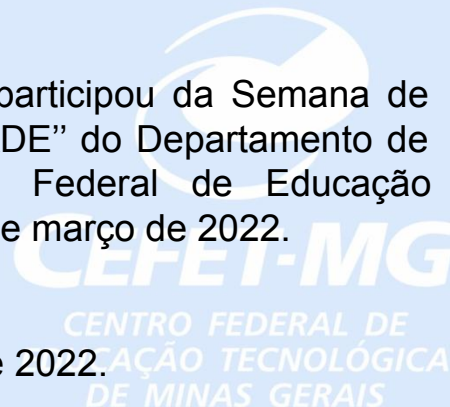 participou da Semana de
DE” do Departamento de
Federal de Educação
e março de 2022.
CEFET-MG
CENTRO FEDERAL DE
EDUCAÇÃO TECNOLÓGICA
DE MINAS GERAIS
e 2022.